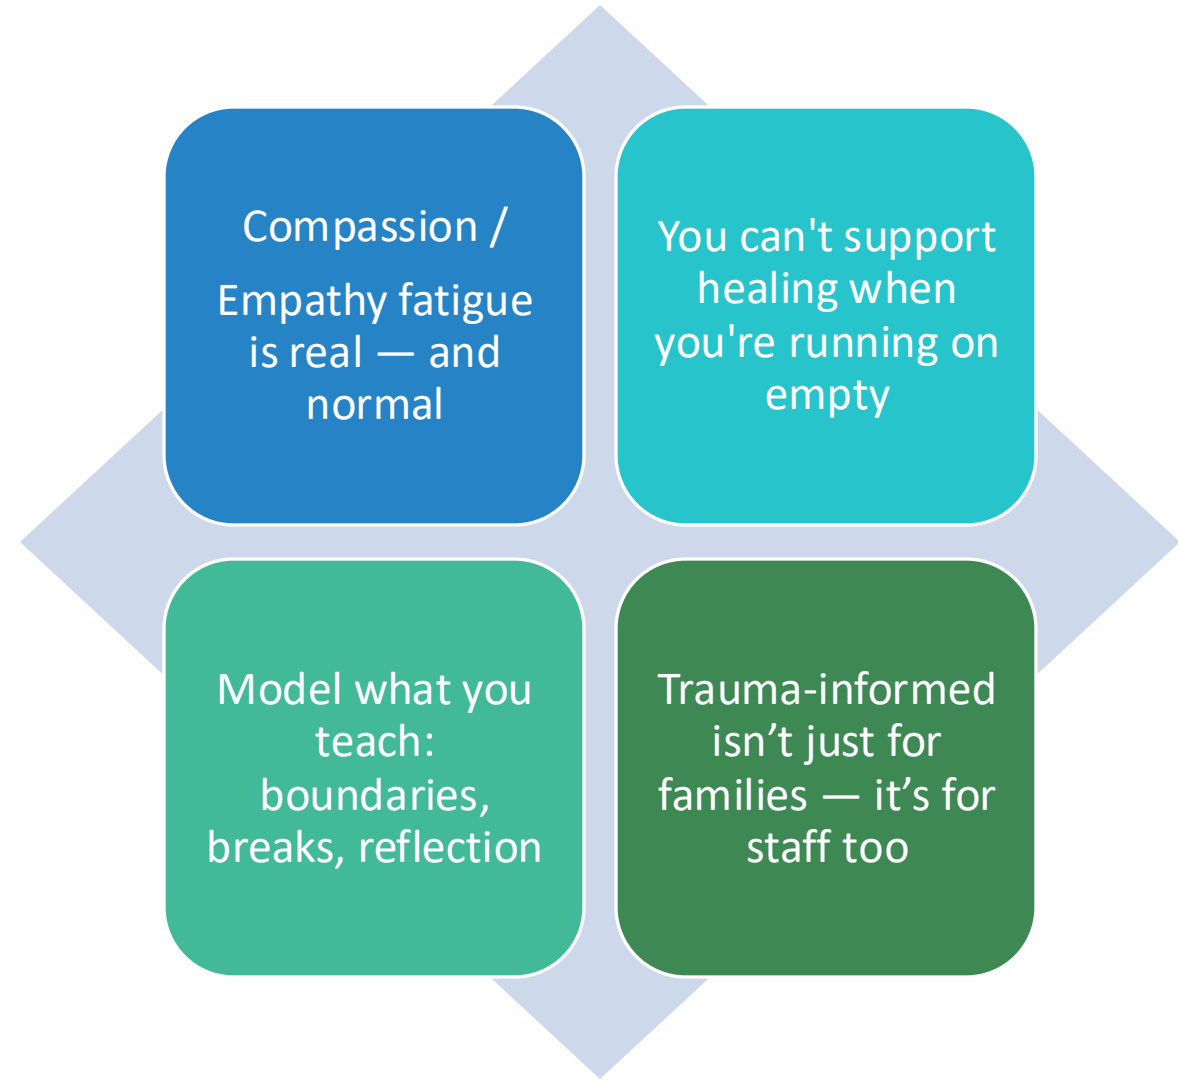 Compassion /
Empathy fatigue
is real — and
normal
You can't support
healing when
you're running on
empty
Model what you
teach:
boundaries,
breaks, reflection
Trauma-informed
isn’t just for
families — it’s for
staff too